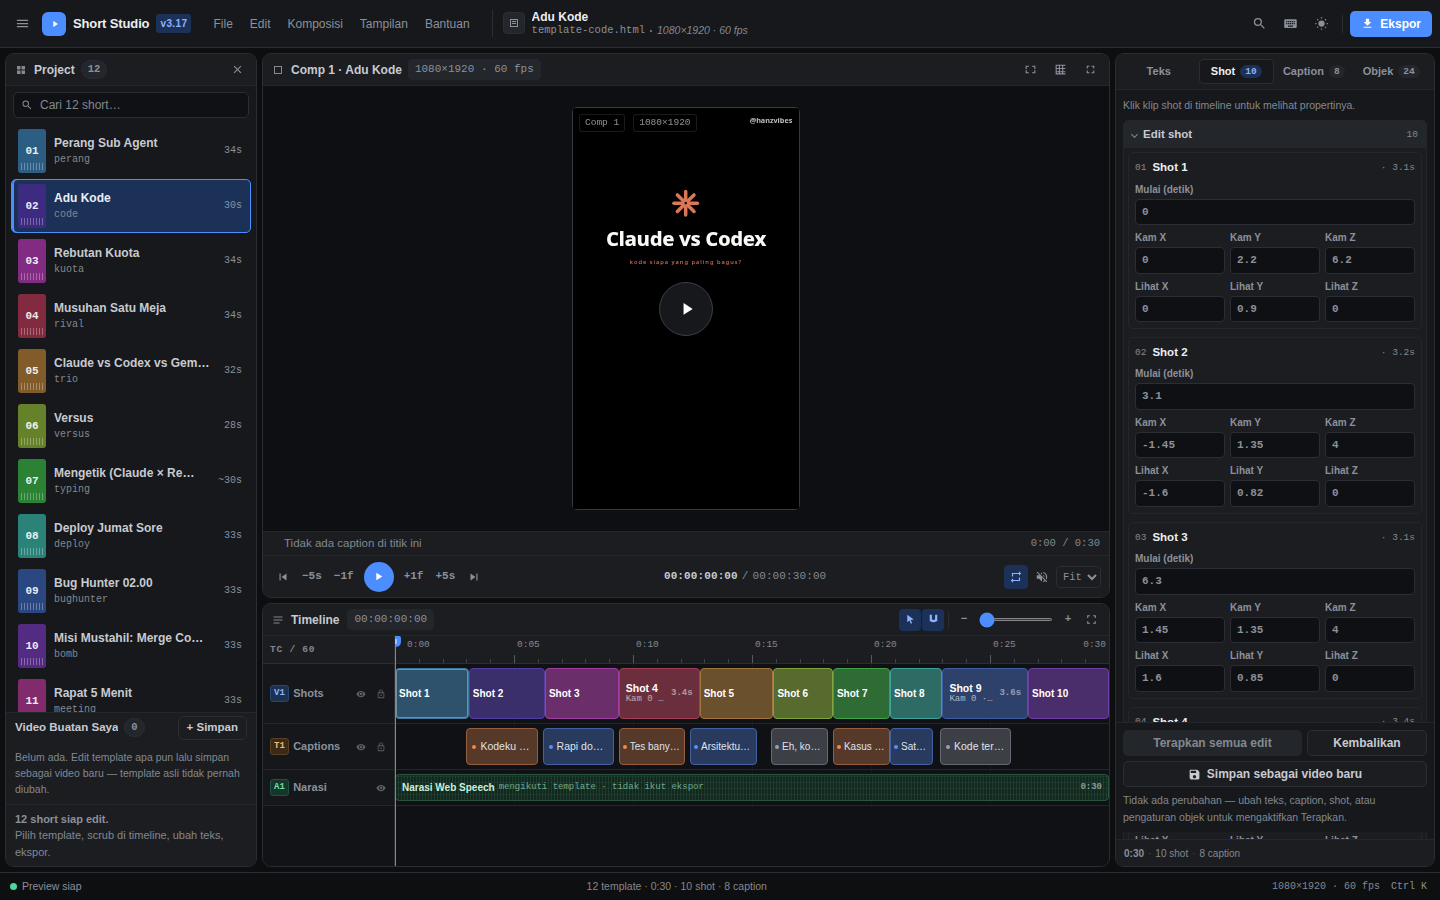 Short Studio v3.17 File Edit Komposisi Tampilan Bantuan
Adu Kode
template-code.html · 1080×1920 · 60 fps
Ekspor
Project 12
Cari 12 short…
01 Perang Sub Agent 34s
perang
02 Adu Kode 30s
code
03 Rebutan Kuota 34s
kuota
04 Musuhan Satu Meja 34s
rival
05 Claude vs Codex vs Gem… 32s
trio
06 Versus 28s
versus
07 Mengetik (Claude × Re… ~30s
typing
08 Deploy Jumat Sore 33s
deploy
09 Bug Hunter 02.00 33s
bughunter
10 Misi Mustahil: Merge Co… 33s
bomb
11 Rapat 5 Menit 33s
meeting
Video Buatan Saya 0 + Simpan
Belum ada. Edit template apa pun lalu simpan
sebagai video baru — template asli tidak pernah
diubah.
12 short siap edit.
Pilih template, scrub di timeline, ubah teks,
ekspor.
Comp 1 · Adu Kode 1080×1920 · 60 fps
Comp 1 1080×1920 @hanzvibes
Claude vs Codex
kode siapa yang paling bagus?
Tidak ada caption di titik ini 0:00 / 0:30
−5s −1f +1f +5s 00:00:00:00 / 00:00:30:00 Fit
Timeline 00:00:00:00 − +
TC / 60 0:00 0:05 0:10 0:15 0:20 0:25 0:30
V1 Shots Shot 1 Shot 2 Shot 3 Shot 4 Kam 0 … 3.4s Shot 5 Shot 6 Shot 7 Shot 8 Shot 9 Kam 0 ·… 3.6s Shot 10
T1 Captions Kodeku … Rapi do… Tes bany… Arsitektu… Eh, ko… Kasus … Sat… Kode ter…
A1 Narasi Narasi Web Speech mengikuti template · tidak ikut ekspor 0:30
Teks Shot 10 Caption 8 Objek 24
Klik klip shot di timeline untuk melihat propertinya.
Edit shot 10
01 Shot 1 · 3.1s
Mulai (detik)
0
Kam X Kam Y Kam Z
0 2.2 6.2
Lihat X Lihat Y Lihat Z
0 0.9 0
02 Shot 2 · 3.2s
Mulai (detik)
3.1
Kam X Kam Y Kam Z
-1.45 1.35 4
Lihat X Lihat Y Lihat Z
-1.6 0.82 0
03 Shot 3 · 3.1s
Mulai (detik)
6.3
Kam X Kam Y Kam Z
1.45 1.35 4
Lihat X Lihat Y Lihat Z
1.6 0.85 0
04 Shot 4 · 3.4s
Terapkan semua edit Kembalikan
Simpan sebagai video baru
Tidak ada perubahan — ubah teks, caption, shot, atau
pengaturan objek untuk mengaktifkan Terapkan.
Lihat X Lihat Y Lihat Z
0:30 · 10 shot · 8 caption
Preview siap 12 template · 0:30 · 10 shot · 8 caption 1080×1920 · 60 fps Ctrl K